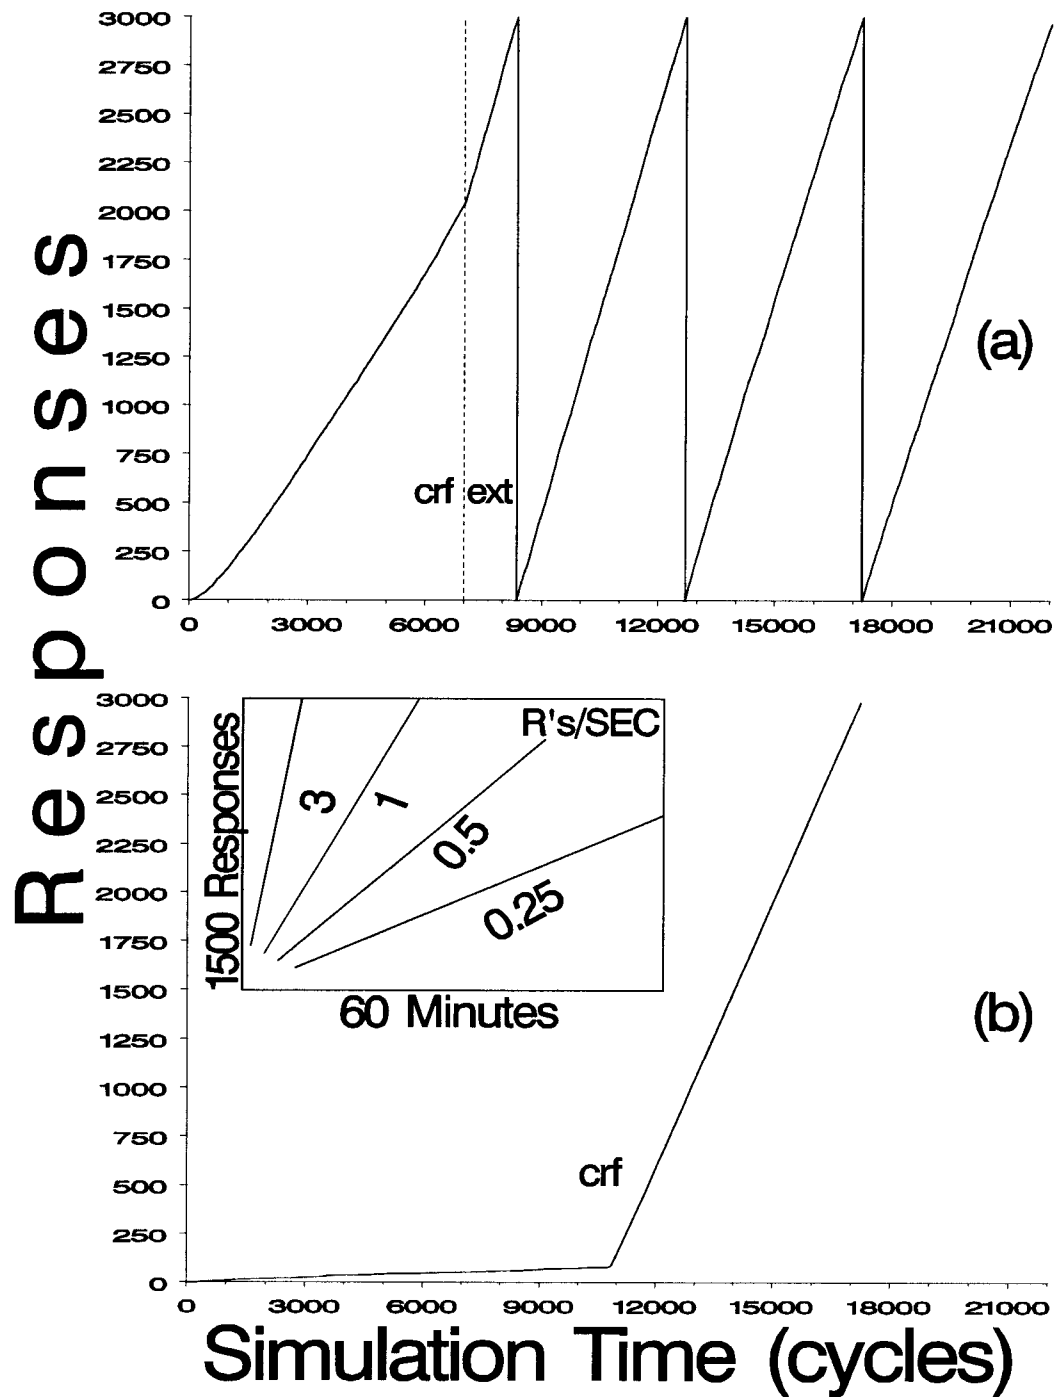 Responses
3000
2750
2500
2250
2000
1750
1500
1250
1000
750
500
250
0
crf ext
(a)
0 3000 6000 9000 12000 15000 18000 21000
3000
2750
2500
2250
2000
1750
1500
1250
1000
750
500
250
0
1500 Responses
R's/SEC
3
1
0.5
0.25
60 Minutes
(b)
crf
0 3000 6000 9000 12000 15000 18000 21000
Simulation Time (cycles)